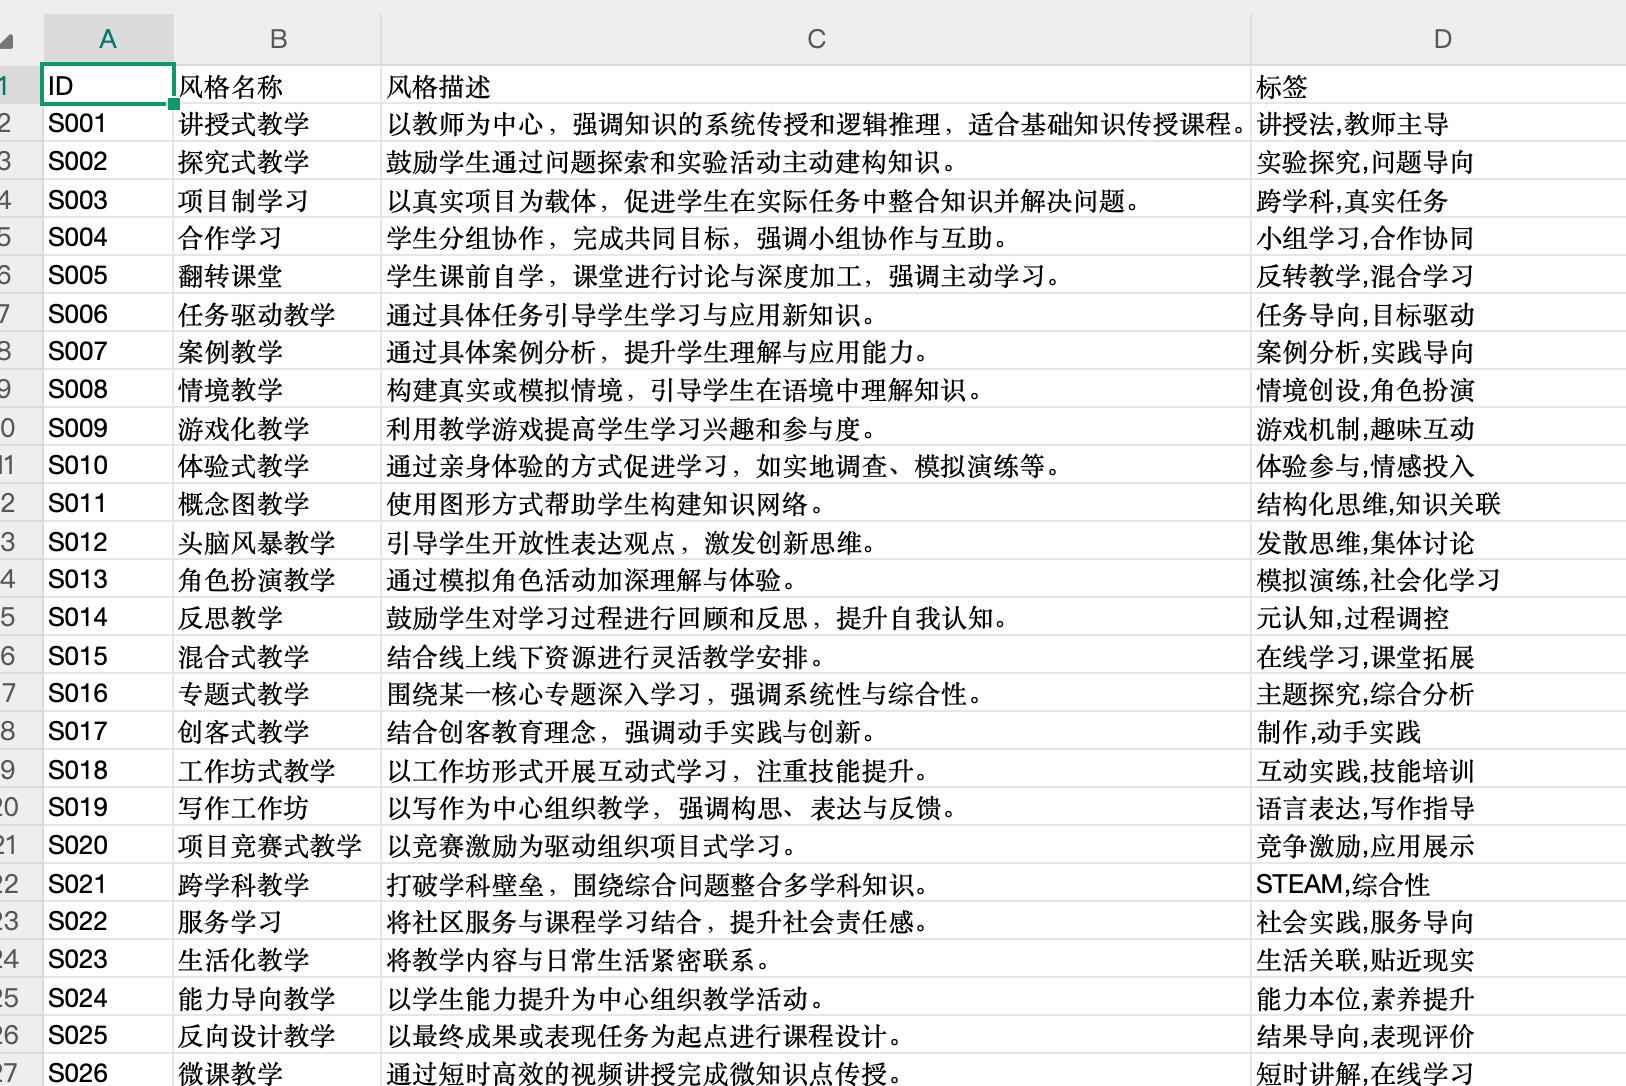 A B C D
1 ID 风格名称 风格描述 标签
2 S001 讲授式教学 以教师为中心，强调知识的系统传授和逻辑推理，适合基础知识传授课程。 讲授法,教师主导
3 S002 探究式教学 鼓励学生通过问题探索和实验活动主动建构知识。 实验探究,问题导向
4 S003 项目制学习 以真实项目为载体，促进学生在实际任务中整合知识并解决问题。 跨学科,真实任务
5 S004 合作学习 学生分组协作，完成共同目标，强调小组协作与互助。 小组学习,合作协同
6 S005 翻转课堂 学生课前自学，课堂进行讨论与深度加工，强调主动学习。 反转教学,混合学习
7 S006 任务驱动教学 通过具体任务引导学生学习与应用新知识。 任务导向,目标驱动
8 S007 案例教学 通过具体案例分析，提升学生理解与应用能力。 案例分析,实践导向
9 S008 情境教学 构建真实或模拟情境，引导学生在语境中理解知识。 情境创设,角色扮演
0 S009 游戏化教学 利用教学游戏提高学生学习兴趣和参与度。 游戏机制,趣味互动
11 S010 体验式教学 通过亲身体验的方式促进学习，如实地调查、模拟演练等。 体验参与,情感投入
2 S011 概念图教学 使用图形方式帮助学生构建知识网络。 结构化思维,知识关联
3 S012 头脑风暴教学 引导学生开放性表达观点，激发创新思维。 发散思维,集体讨论
4 S013 角色扮演教学 通过模拟角色活动加深理解与体验。 模拟演练,社会化学习
5 S014 反思教学 鼓励学生对学习过程进行回顾和反思，提升自我认知。 元认知,过程调控
6 S015 混合式教学 结合线上线下资源进行灵活教学安排。 在线学习,课堂拓展
7 S016 专题式教学 围绕某一核心专题深入学习，强调系统性与综合性。 主题探究,综合分析
8 S017 创客式教学 结合创客教育理念，强调动手实践与创新。 制作,动手实践
9 S018 工作坊式教学 以工作坊形式开展互动式学习，注重技能提升。 互动实践,技能培训
20 S019 写作工作坊 以写作为中心组织教学，强调构思、表达与反馈。 语言表达,写作指导
21 S020 项目竞赛式教学 以竞赛激励为驱动组织项目式学习。 竞争激励,应用展示
22 S021 跨学科教学 打破学科壁垒，围绕综合问题整合多学科知识。 STEAM,综合性
23 S022 服务学习 将社区服务与课程学习结合，提升社会责任感。 社会实践,服务导向
24 S023 生活化教学 将教学内容与日常生活紧密联系。 生活关联,贴近现实
25 S024 能力导向教学 以学生能力提升为中心组织教学活动。 能力本位,素养提升
26 S025 反向设计教学 以最终成果或表现任务为起点进行课程设计。 结果导向,表现评价
27 S026 微课教学 通过短时高效的视频讲授完成微知识点传授。 短时讲解,在线学习